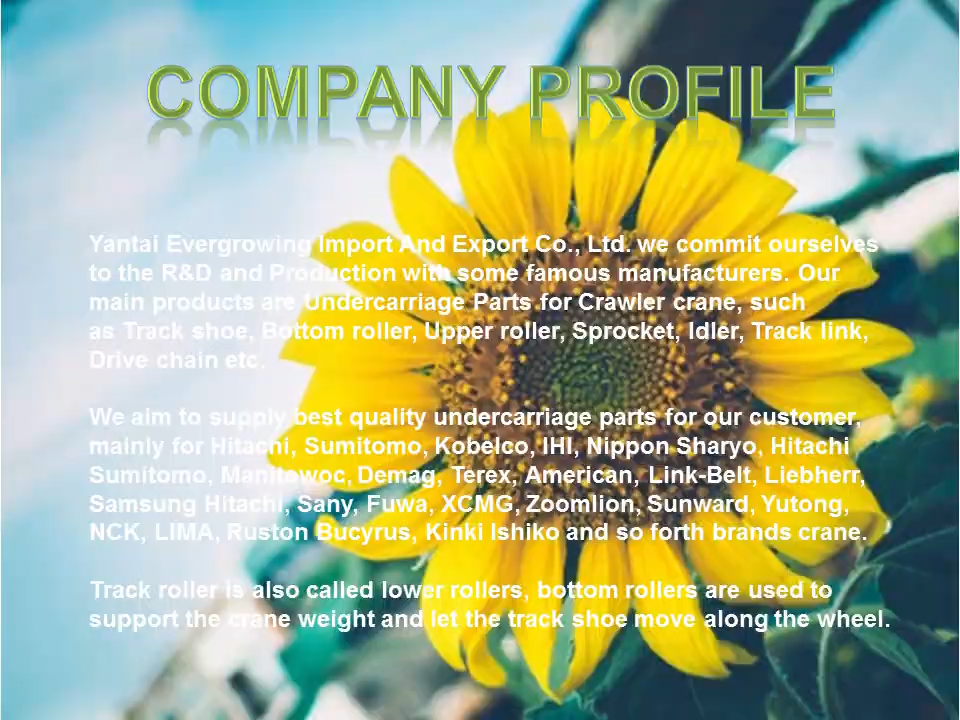 COMPANY PROFILE
Yantai Evergrowing Import And Export Co., Ltd. we commit ourselves
to the R&D and Production with some famous manufacturers. Our
main products are Undercarriage Parts for Crawler crane, such
as Track shoe, Bottom roller, Upper roller, Sprocket, Idler, Track link,
Drive chain etc.
We aim to supply best quality undercarriage parts for our customer,
mainly for Hitachi, Sumitomo, Kobelco, IHI, Nippon Sharyo, Hitachi
Sumitomo, Manitowoc, Demag, Terex, American, Link-Belt, Liebherr,
Samsung Hitachi, Sany, Fuwa, XCMG, Zoomlion, Sunward, Yutong,
NCK, LIMA, Ruston Bucyrus, Kinki Ishiko and so forth brands crane.
Track roller is also called lower rollers, bottom rollers are used to
support the crane weight and let the track shoe move along the wheel.